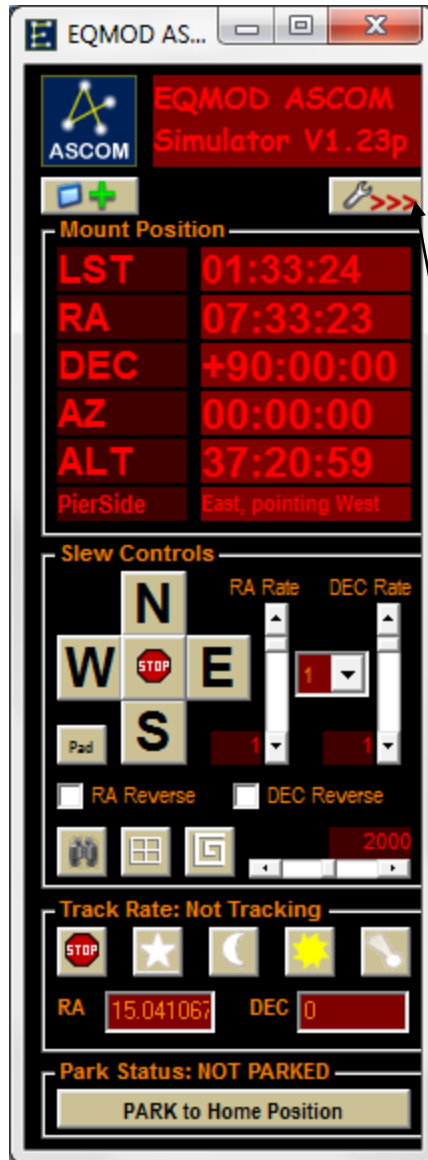 EQMOD AS...
ASCOM
EQMOD ASCOM
Simulator V1.23p
>>>
Mount Position
LST 01:33:24
RA 07:33:23
DEC +90:00:00
AZ 00:00:00
ALT 37:20:59
PierSide East, pointing West
Slew Controls
RA Rate DEC Rate
N
W STOP E
S
1
Pad
1 1
RA Reverse DEC Reverse
2000
Track Rate: Not Tracking
STOP
RA 15.041067 DEC 0
Park Status: NOT PARKED
PARK to Home Position